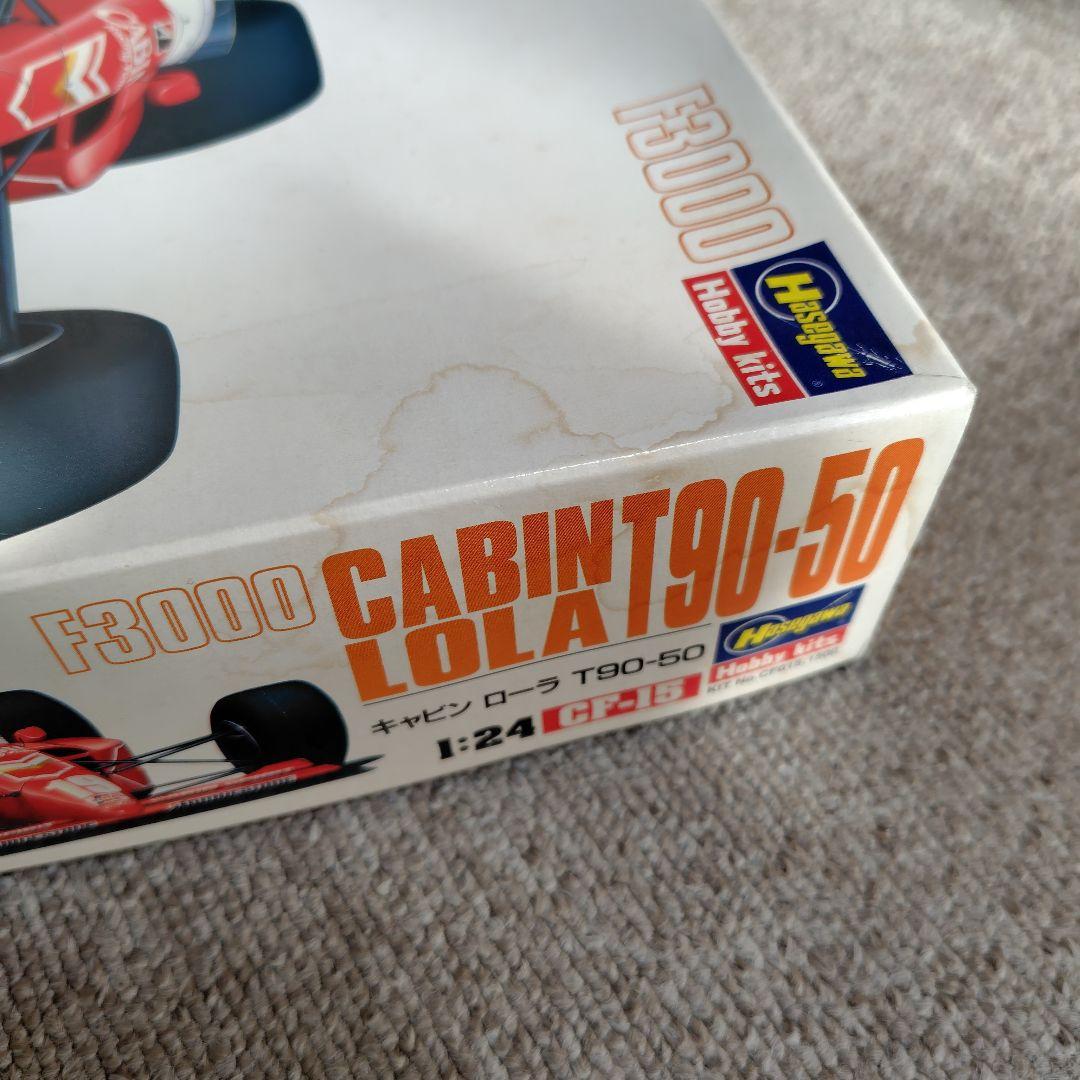 CABIN
F3000
Hasegawa
Hobby kits
F3000
CABIN
LOLA
T90-50
キャビン ローラ T90-50
1:24
CF-15
Hasegawa
Hobby kits